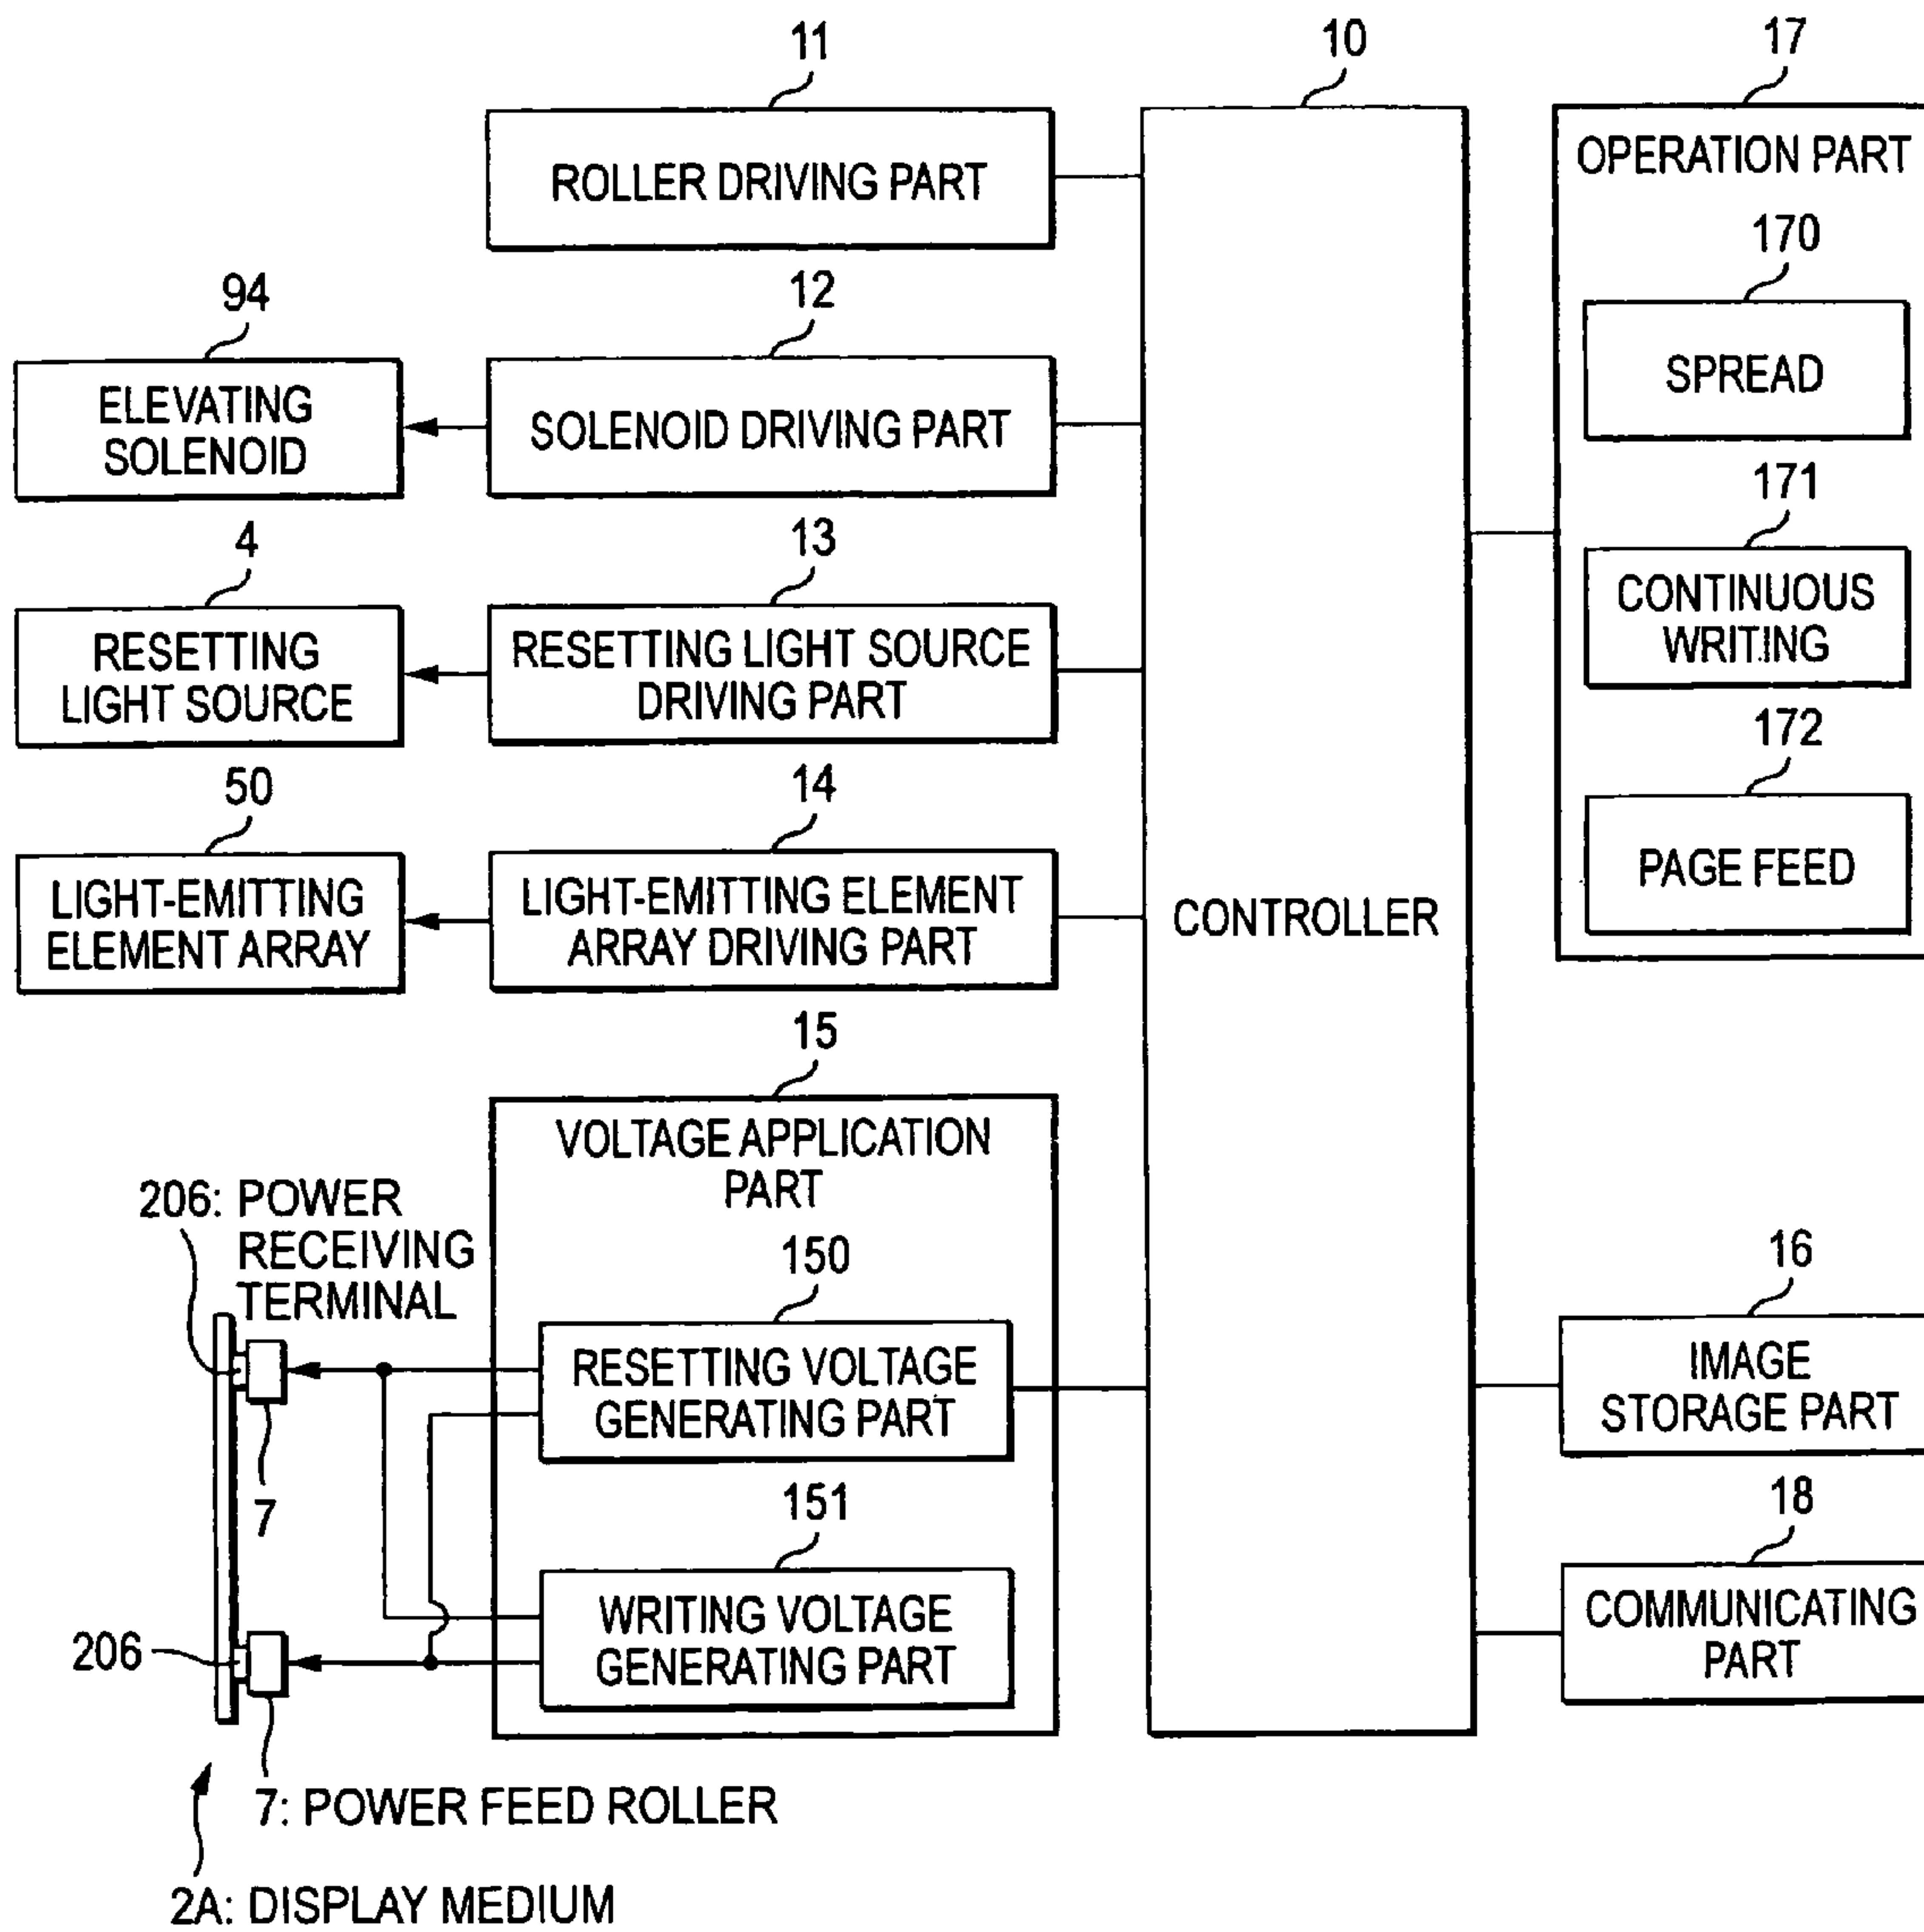 11
10
17
ROLLER DRIVING PART
OPERATION PART
94
12
170
ELEVATING
SOLENOID
SOLENOID DRIVING PART
SPREAD
4
13
171
RESETTING
LIGHT SOURCE
RESETTING LIGHT SOURCE
DRIVING PART
CONTINUOUS
WRITING
50
14
172
LIGHT-EMITTING
ELEMENT ARRAY
LIGHT-EMITTING ELEMENT
ARRAY DRIVING PART
CONTROLLER
PAGE FEED
15
VOLTAGE APPLICATION
PART
206: POWER
RECEIVING
TERMINAL
150
16
RESETTING VOLTAGE
GENERATING PART
IMAGE
STORAGE PART
7
151
18
WRITING VOLTAGE
GENERATING PART
COMMUNICATING
PART
206
7: POWER FEED ROLLER
2A: DISPLAY MEDIUM